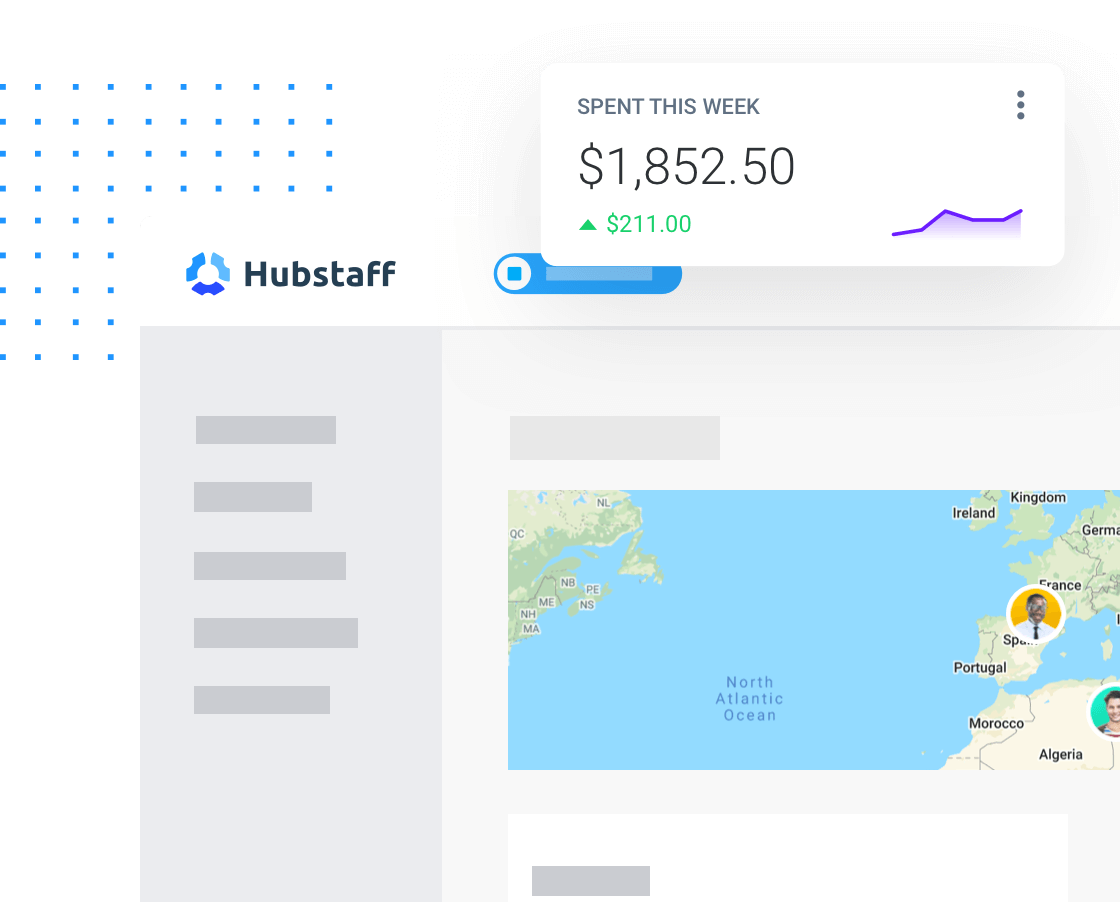 SPENT THIS WEEK
$1,852.50
$211.00
Hubstaff
NL
Kingdom
Ireland
QC
Germa
NB
PE
France
ME
NS
NH
MA
Spa
Portugal
North
Atlantic
Ocean
Morocco
Algeria